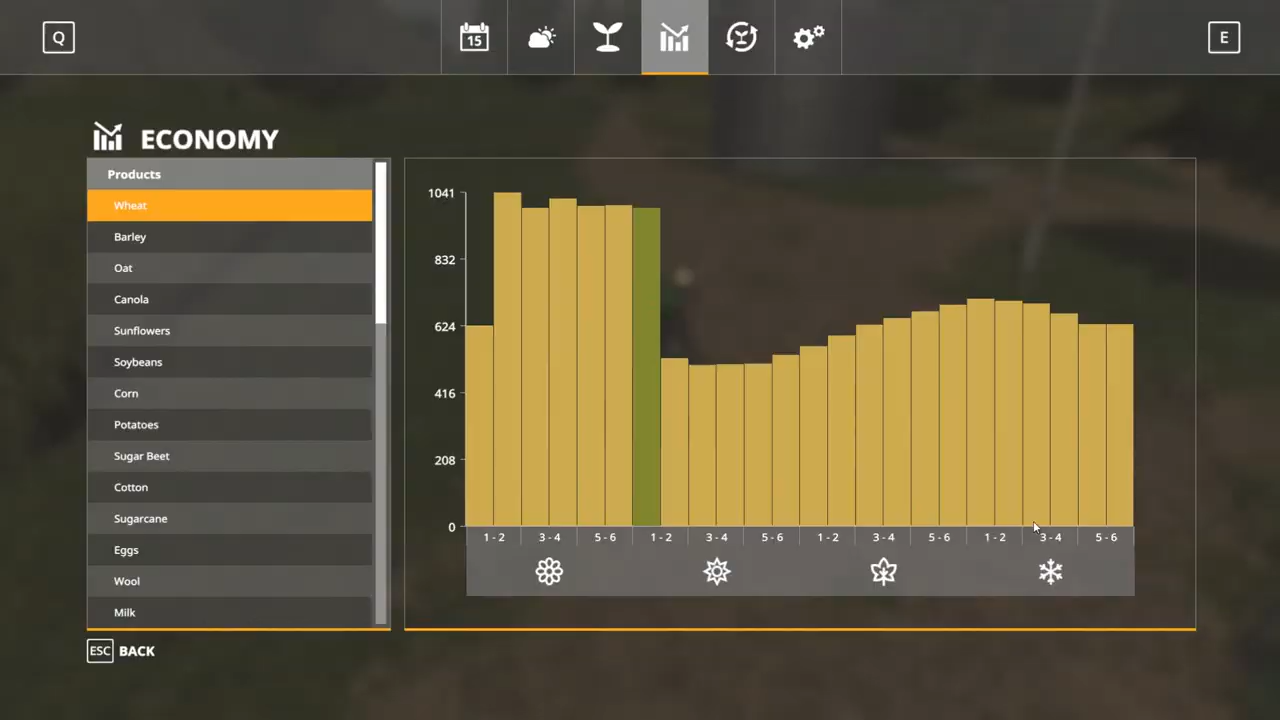 Q
15
E
ECONOMY
Products
Wheat
Barley
Oat
Canola
Sunflowers
Soybeans
Corn
Potatoes
Sugar Beet
Cotton
Sugarcane
Eggs
Wool
Milk
1041
832
624
416
208
0
1 - 2 3 - 4 5 - 6 1 - 2 3 - 4 5 - 6 1 - 2 3 - 4 5 - 6 1 - 2 3 - 4 5 - 6
ESC BACK